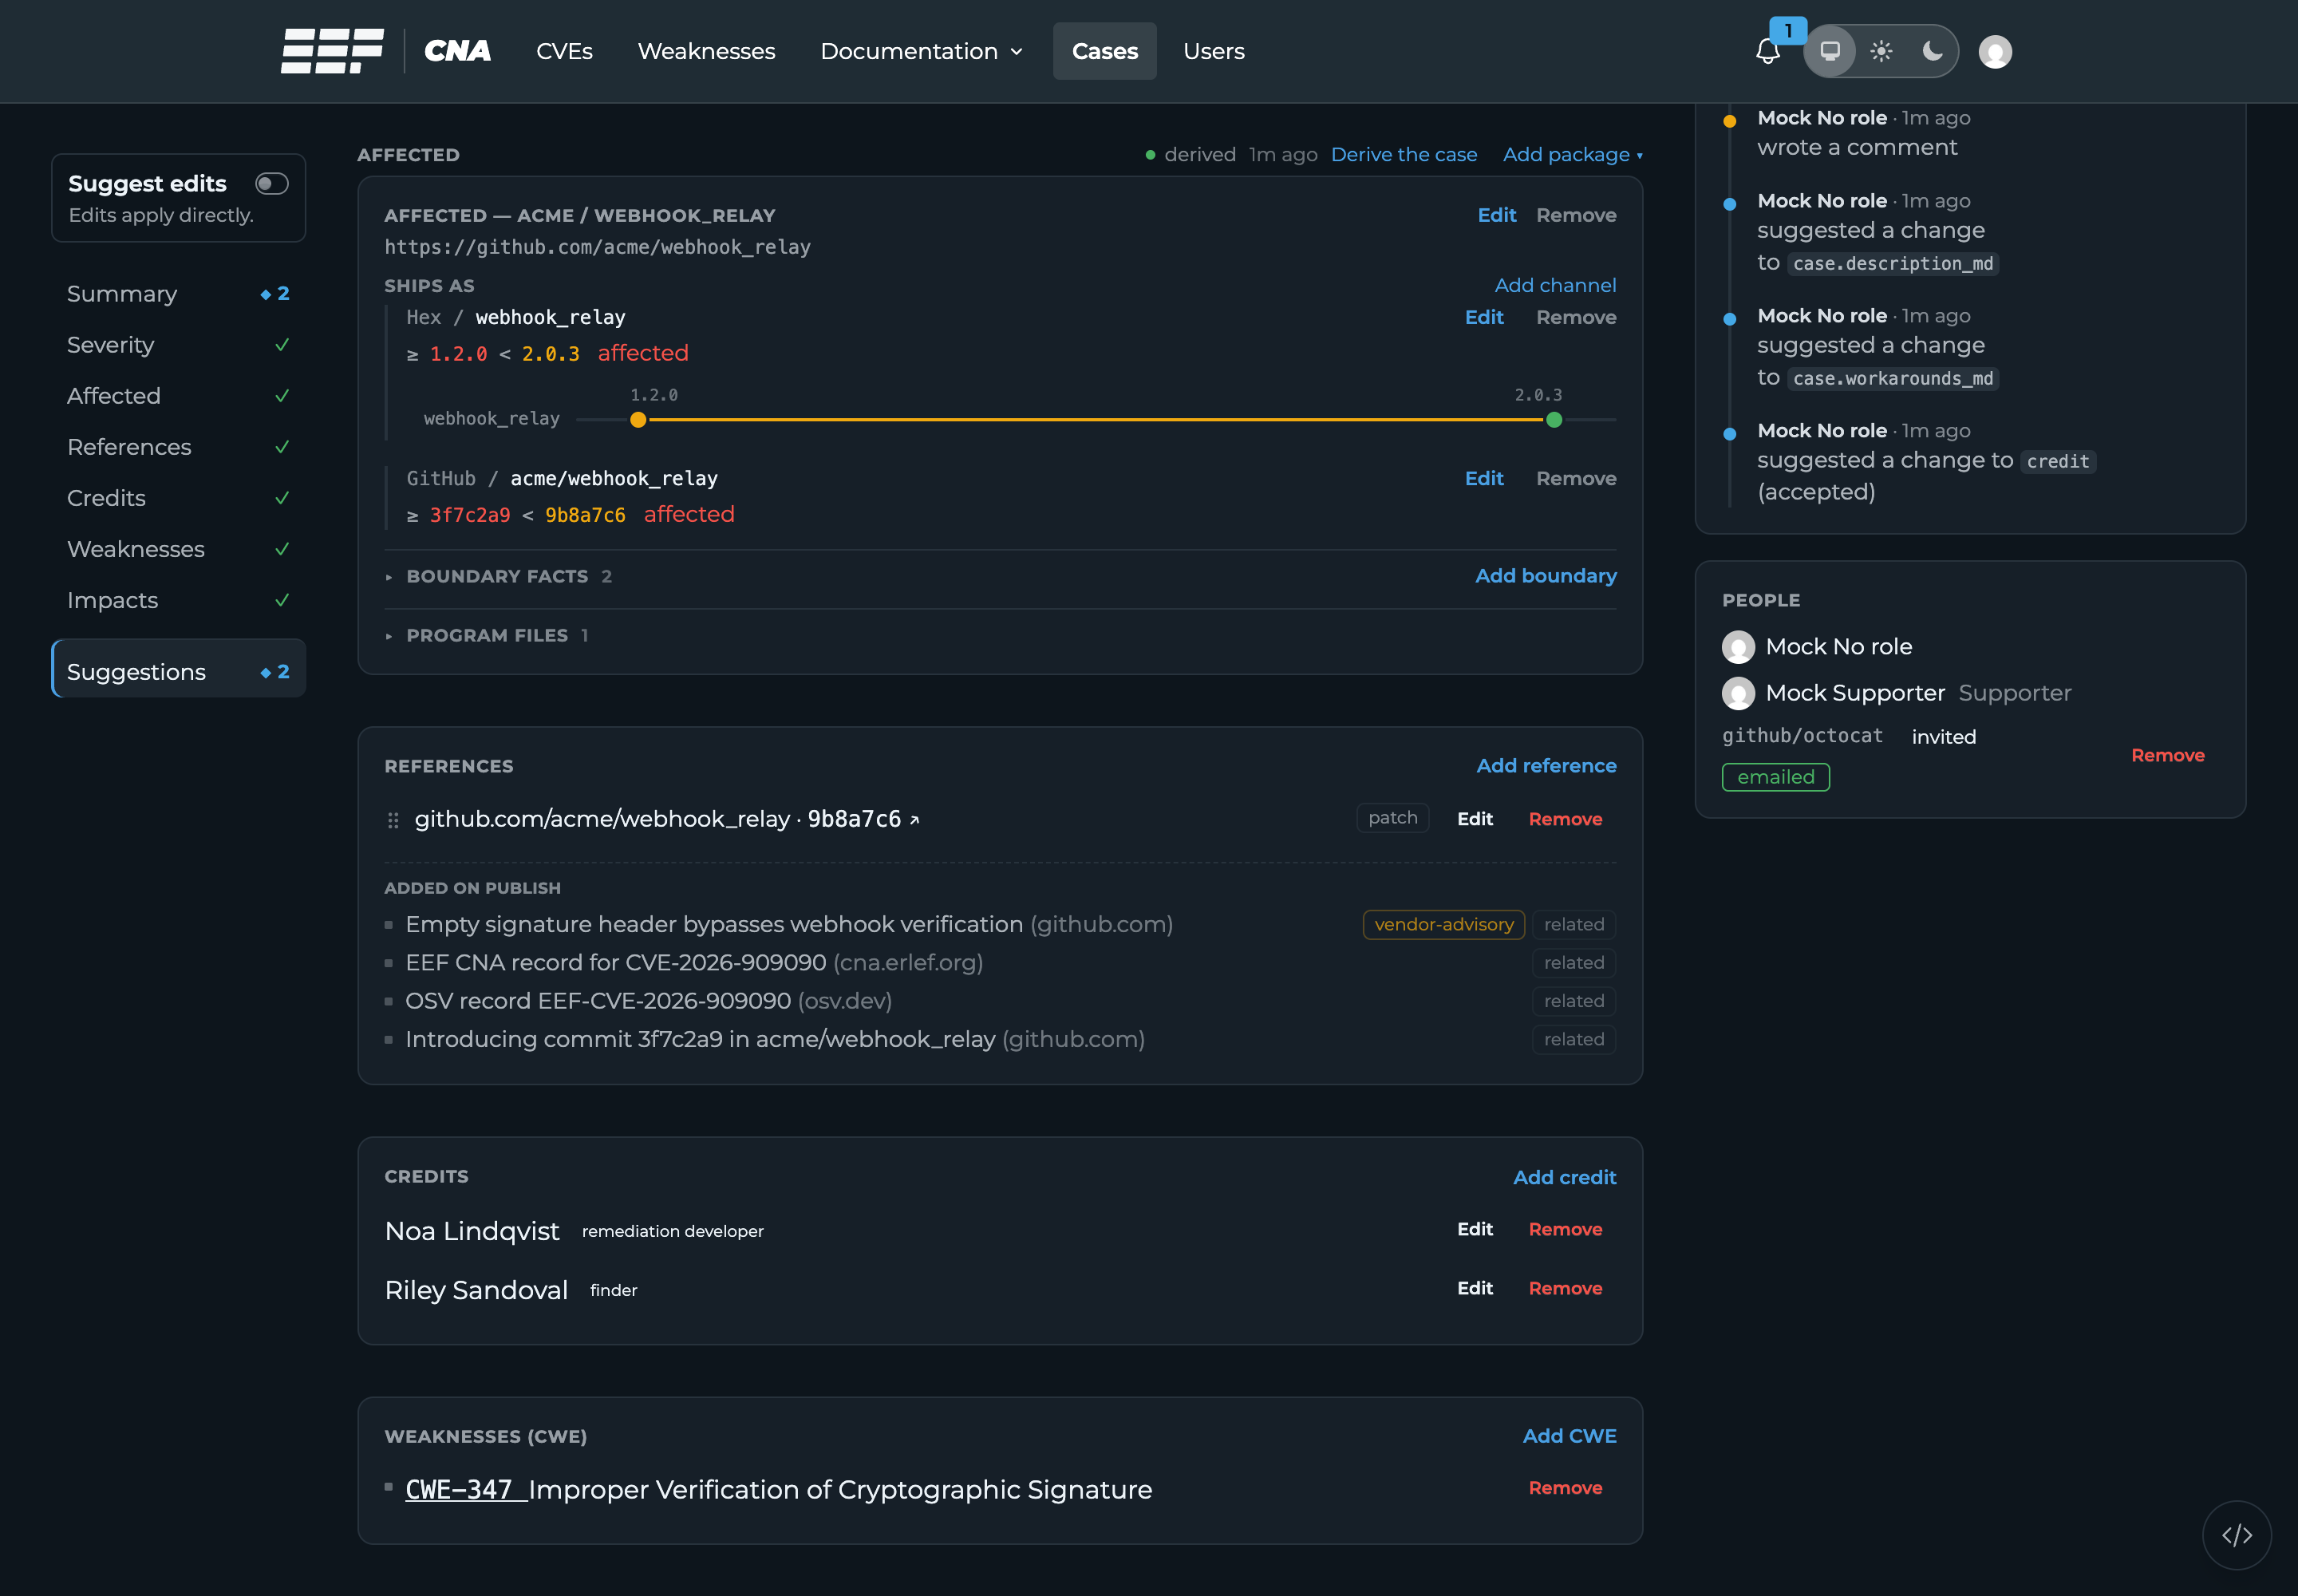 EEF CNA CVEs Weaknesses Documentation Cases Users 1
Suggest edits
Edits apply directly.
Summary 2
Severity
Affected
References
Credits
Weaknesses
Impacts
Suggestions 2
AFFECTED derived 1m ago Derive the case Add package
AFFECTED — ACME / WEBHOOK_RELAY Edit Remove
https://github.com/acme/webhook_relay
SHIPS AS Add channel
Hex / webhook_relay Edit Remove
≥ 1.2.0 < 2.0.3 affected
1.2.0 2.0.3
webhook_relay
GitHub / acme/webhook_relay Edit Remove
≥ 3f7c2a9 < 9b8a7c6 affected
BOUNDARY FACTS 2 Add boundary
PROGRAM FILES 1
REFERENCES Add reference
github.com/acme/webhook_relay · 9b8a7c6 patch Edit Remove
ADDED ON PUBLISH
Empty signature header bypasses webhook verification (github.com) vendor-advisory related
EEF CNA record for CVE-2026-909090 (cna.erlef.org) related
OSV record EEF-CVE-2026-909090 (osv.dev) related
Introducing commit 3f7c2a9 in acme/webhook_relay (github.com) related
CREDITS Add credit
Noa Lindqvist remediation developer Edit Remove
Riley Sandoval finder Edit Remove
WEAKNESSES (CWE) Add CWE
CWE-347 Improper Verification of Cryptographic Signature Remove
Mock No role · 1m ago
wrote a comment
Mock No role · 1m ago
suggested a change
to case.description_md
Mock No role · 1m ago
suggested a change
to case.workarounds_md
Mock No role · 1m ago
suggested a change to credit
(accepted)
PEOPLE
Mock No role
Mock Supporter Supporter
github/octocat invited
Remove
emailed